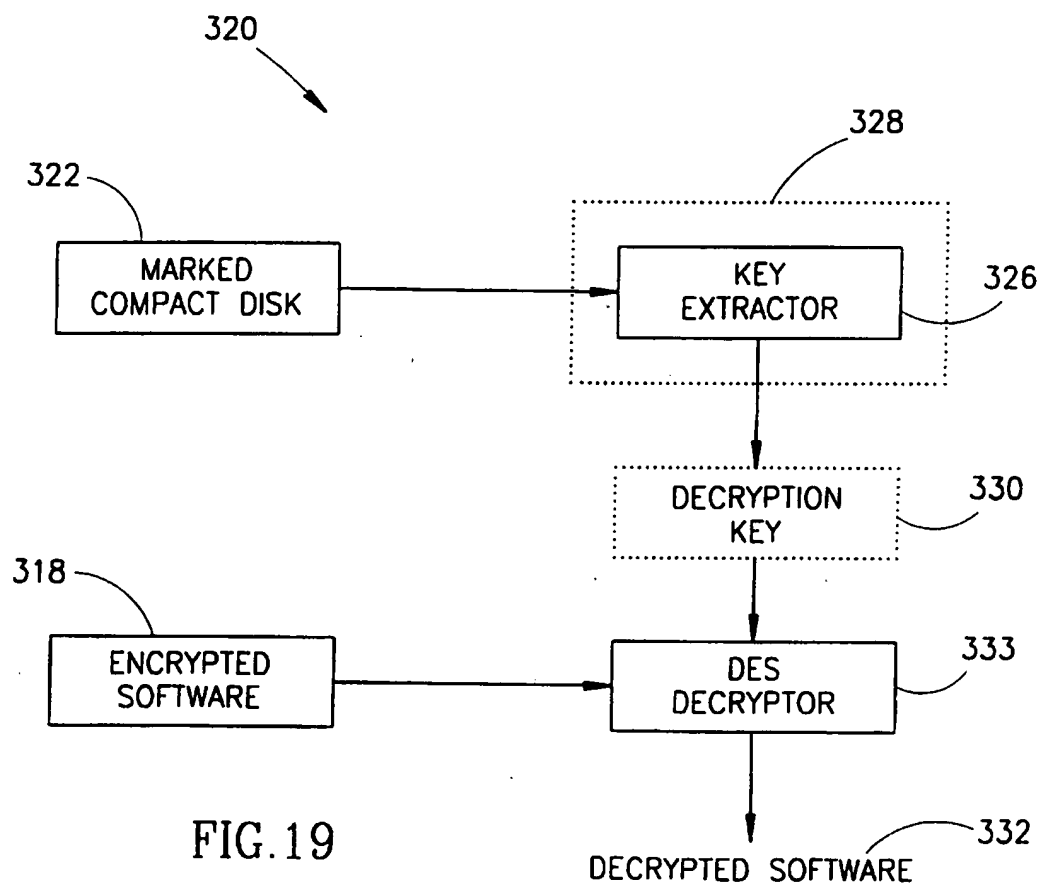 320
328
322
MARKED
COMPACT DISK
KEY
EXTRACTOR
326
DECRYPTION
KEY
330
318
ENCRYPTED
SOFTWARE
DES
DECRYPTOR
333
FIG.19
332
DECRYPTED SOFTWARE